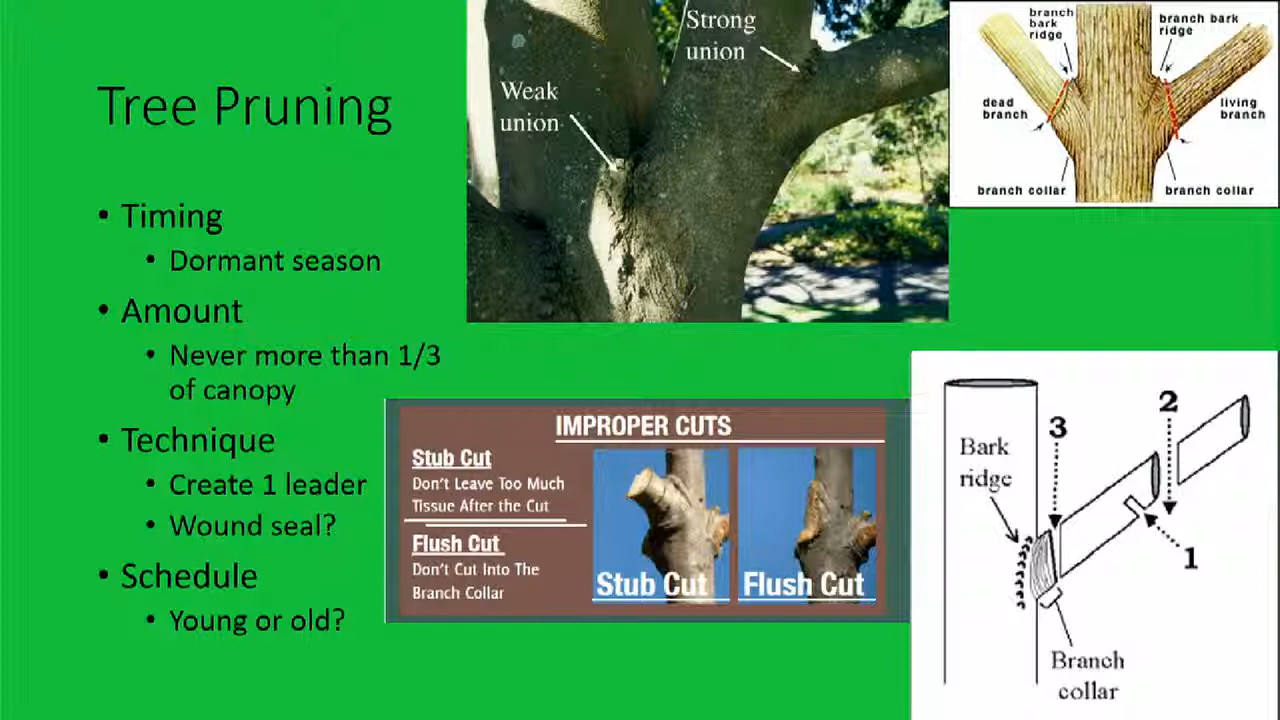 Tree Pruning
• Timing
• Dormant season
• Amount
• Never more than 1/3
of canopy
• Technique
• Create 1 leader
• Wound seal?
• Schedule
• Young or old?
Weak
union
Strong
union
branch
bark
ridge
branch bark
ridge
dead
branch
living
branch
branch collar
branch collar
IMPROPER CUTS
Stub Cut
Don't Leave Too Much
Tissue After the Cut
Flush Cut
Don't Cut Into The
Branch Collar
Stub Cut
Flush Cut
Bark
ridge
3
2
1
Branch
collar